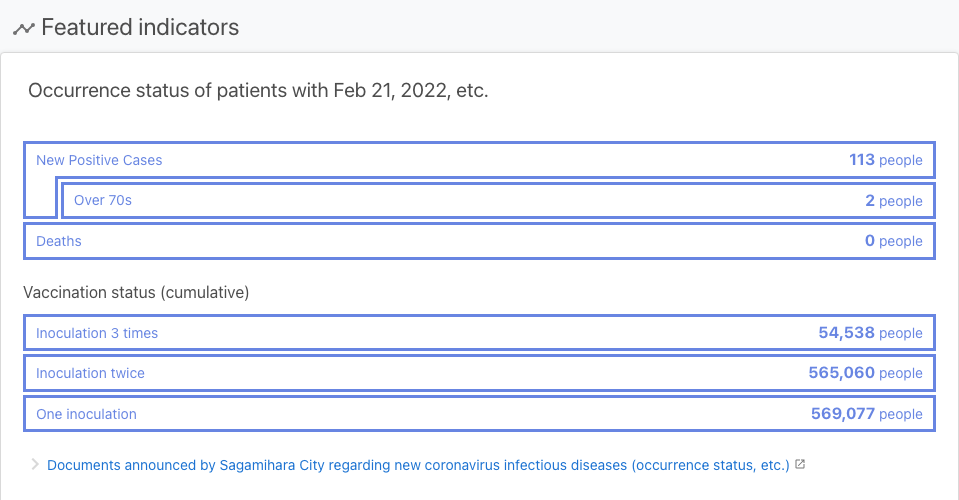 Featured indicators
Occurrence status of patients with Feb 21, 2022, etc.
New Positive Cases 113 people
Over 70s 2 people
Deaths 0 people
Vaccination status (cumulative)
Inoculation 3 times 54,538 people
Inoculation twice 565,060 people
One inoculation 569,077 people
Documents announced by Sagamihara City regarding new coronavirus infectious diseases (occurrence status, etc.)